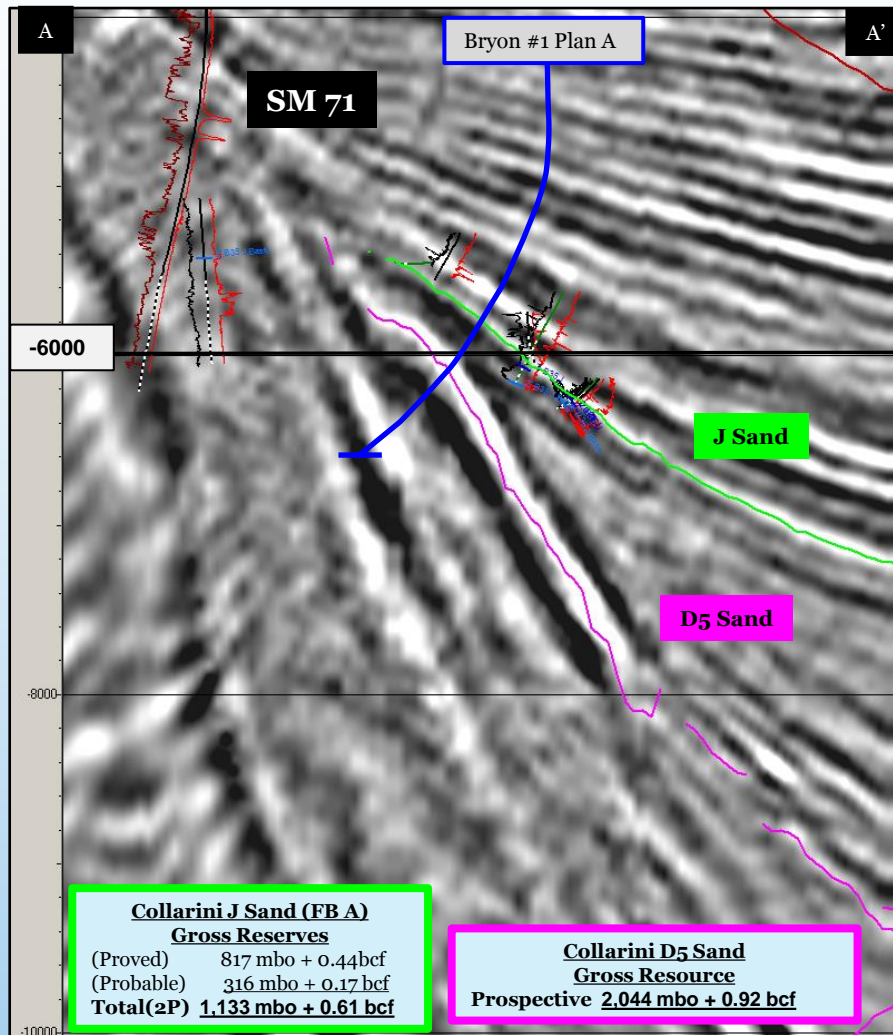 A
Bryon #1 Plan A
A’
SM 71
-6000
J Sand
D5 Sand
-8000
Collarini J Sand (FB A)
Gross Reserves
(Proved) 817 mbo + 0.44bcf
(Probable) 316 mbo + 0.17 bcf
Total(2P) 1,133 mbo + 0.61 bcf
Collarini D5 Sand
Gross Resource
Prospective 2,044 mbo + 0.92 bcf
-10000